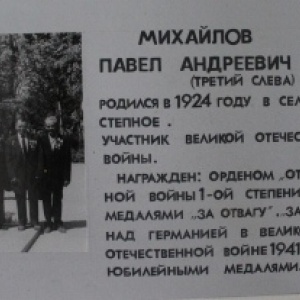 МИХАЙЛОВ
ПАВЕЛ АНДРЕЕВИЧ
(ТРЕТИЙ СЛЕВА)
РОДИЛСЯ В 1924 ГОДУ В СЕЛ
СТЕПНОЕ .
УЧАСТНИК ВЕЛИКОЙ ОТЕЧЕС
ВОЙНЫ.
НАГРАЖДЕН: ОРДЕНОМ „ОТ
НОЙ ВОЙНЫ 1-ОЙ СТЕПЕНИ
МЕДАЛЯМИ „ЗА ОТВАГУ" „ЗА
НАД ГЕРМАНИЕЙ В ВЕЛИК
ОТЕЧЕСТВЕННОЙ ВОЙНЕ 1941
ЮБИЛЕЙНЫМИ МЕДАЛЯМИ.